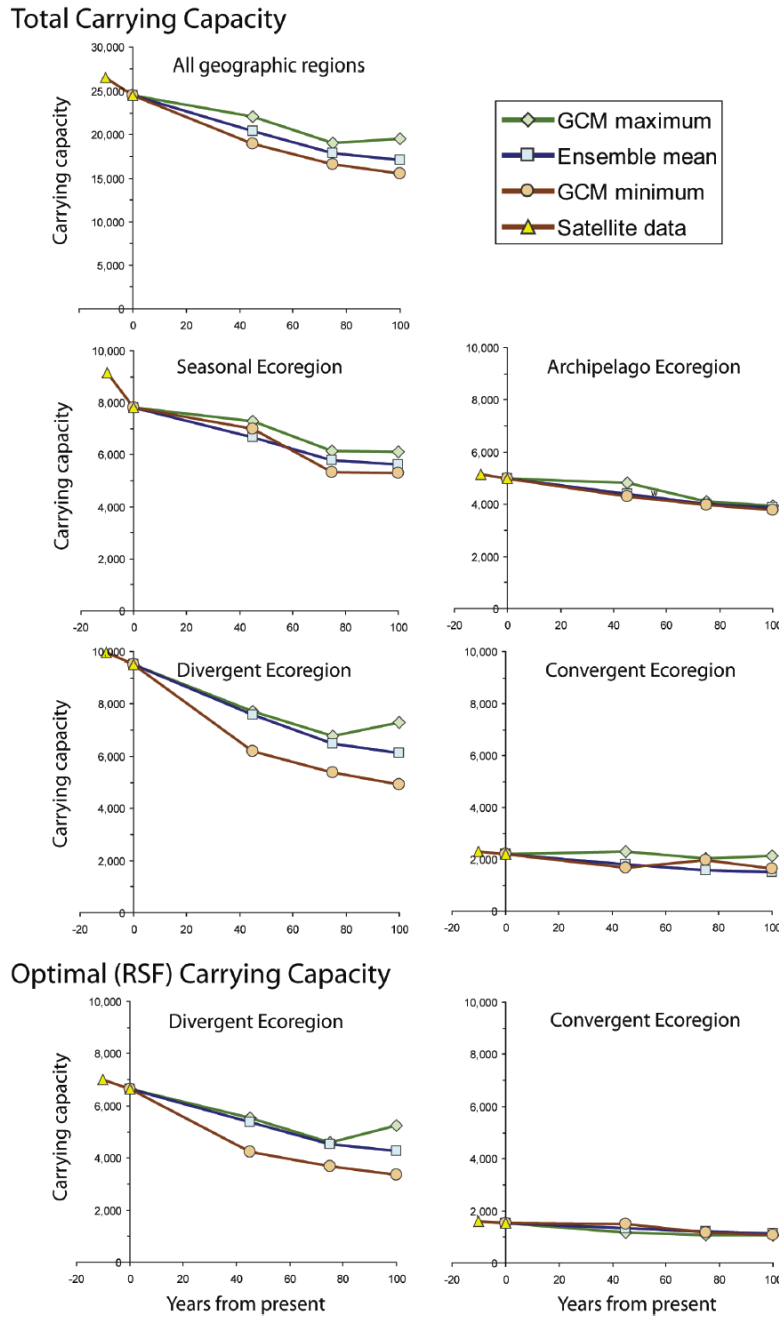 Total Carrying Capacity
All geographic regions
Carrying capacity
30,000
25,000
20,000
15,000
10,000
5,000
0
0 20 40 60 80 100
GCM maximum
Ensemble mean
GCM minimum
Satellite data
Seasonal Ecoregion
Carrying capacity
10,000
8,000
6,000
4,000
2,000
0
-20 0 20 40 60 80 100
Archipelago Ecoregion
10,000
8,000
6,000
4,000
2,000
0
-20 0 20 40 60 80 100
Divergent Ecoregion
Carrying capacity
10,000
8,000
6,000
4,000
2,000
0
-20 0 20 40 60 80 100
Convergent Ecoregion
10,000
8,000
6,000
4,000
2,000
0
-20 0 20 40 60 80 100
Optimal (RSF) Carrying Capacity
Divergent Ecoregion
Carrying capacity
10,000
8,000
6,000
4,000
2,000
0
-20 0 20 40 60 80 100
Years from present
Convergent Ecoregion
10,000
8,000
6,000
4,000
2,000
0
-20 0 20 40 60 80 100
Years from present